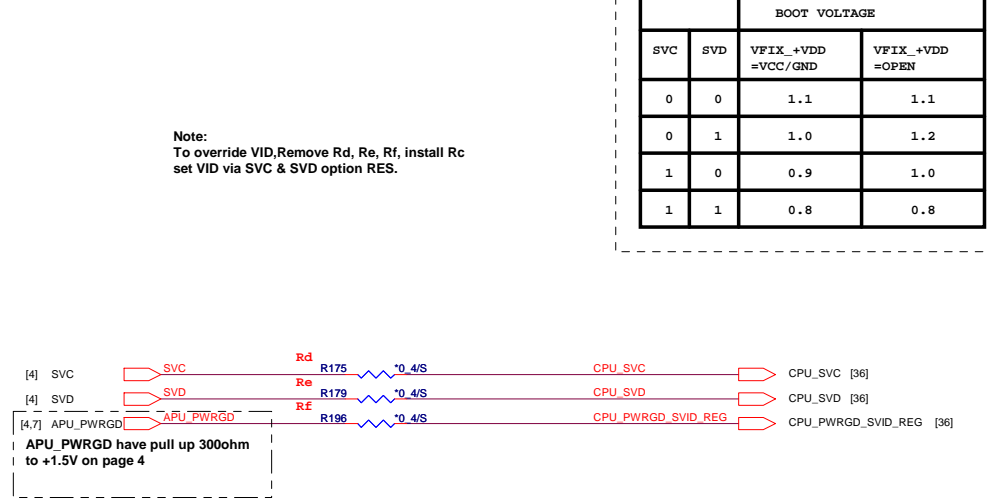 BOOT VOLTAGE
SVC SVD VFIX_+VDD =VCC/GND VFIX_+VDD =OPEN
0 0 1.1 1.1
0 1 1.0 1.2
1 0 0.9 1.0
1 1 0.8 0.8
Note:
To override VID,Remove Rd, Re, Rf, install Rc
set VID via SVC & SVD option RES.
Rd
[4] SVC SVC R175 *0_4/S CPU_SVC CPU_SVC [36]
Re
[4] SVD SVD R179 *0_4/S CPU_SVD CPU_SVD [36]
Rf
[4,7] APU_PWRGD APU_PWRGD R196 *0_4/S CPU_PWRGD_SVID_REG CPU_PWRGD_SVID_REG [36]
APU_PWRGD have pull up 300ohm
to +1.5V on page 4